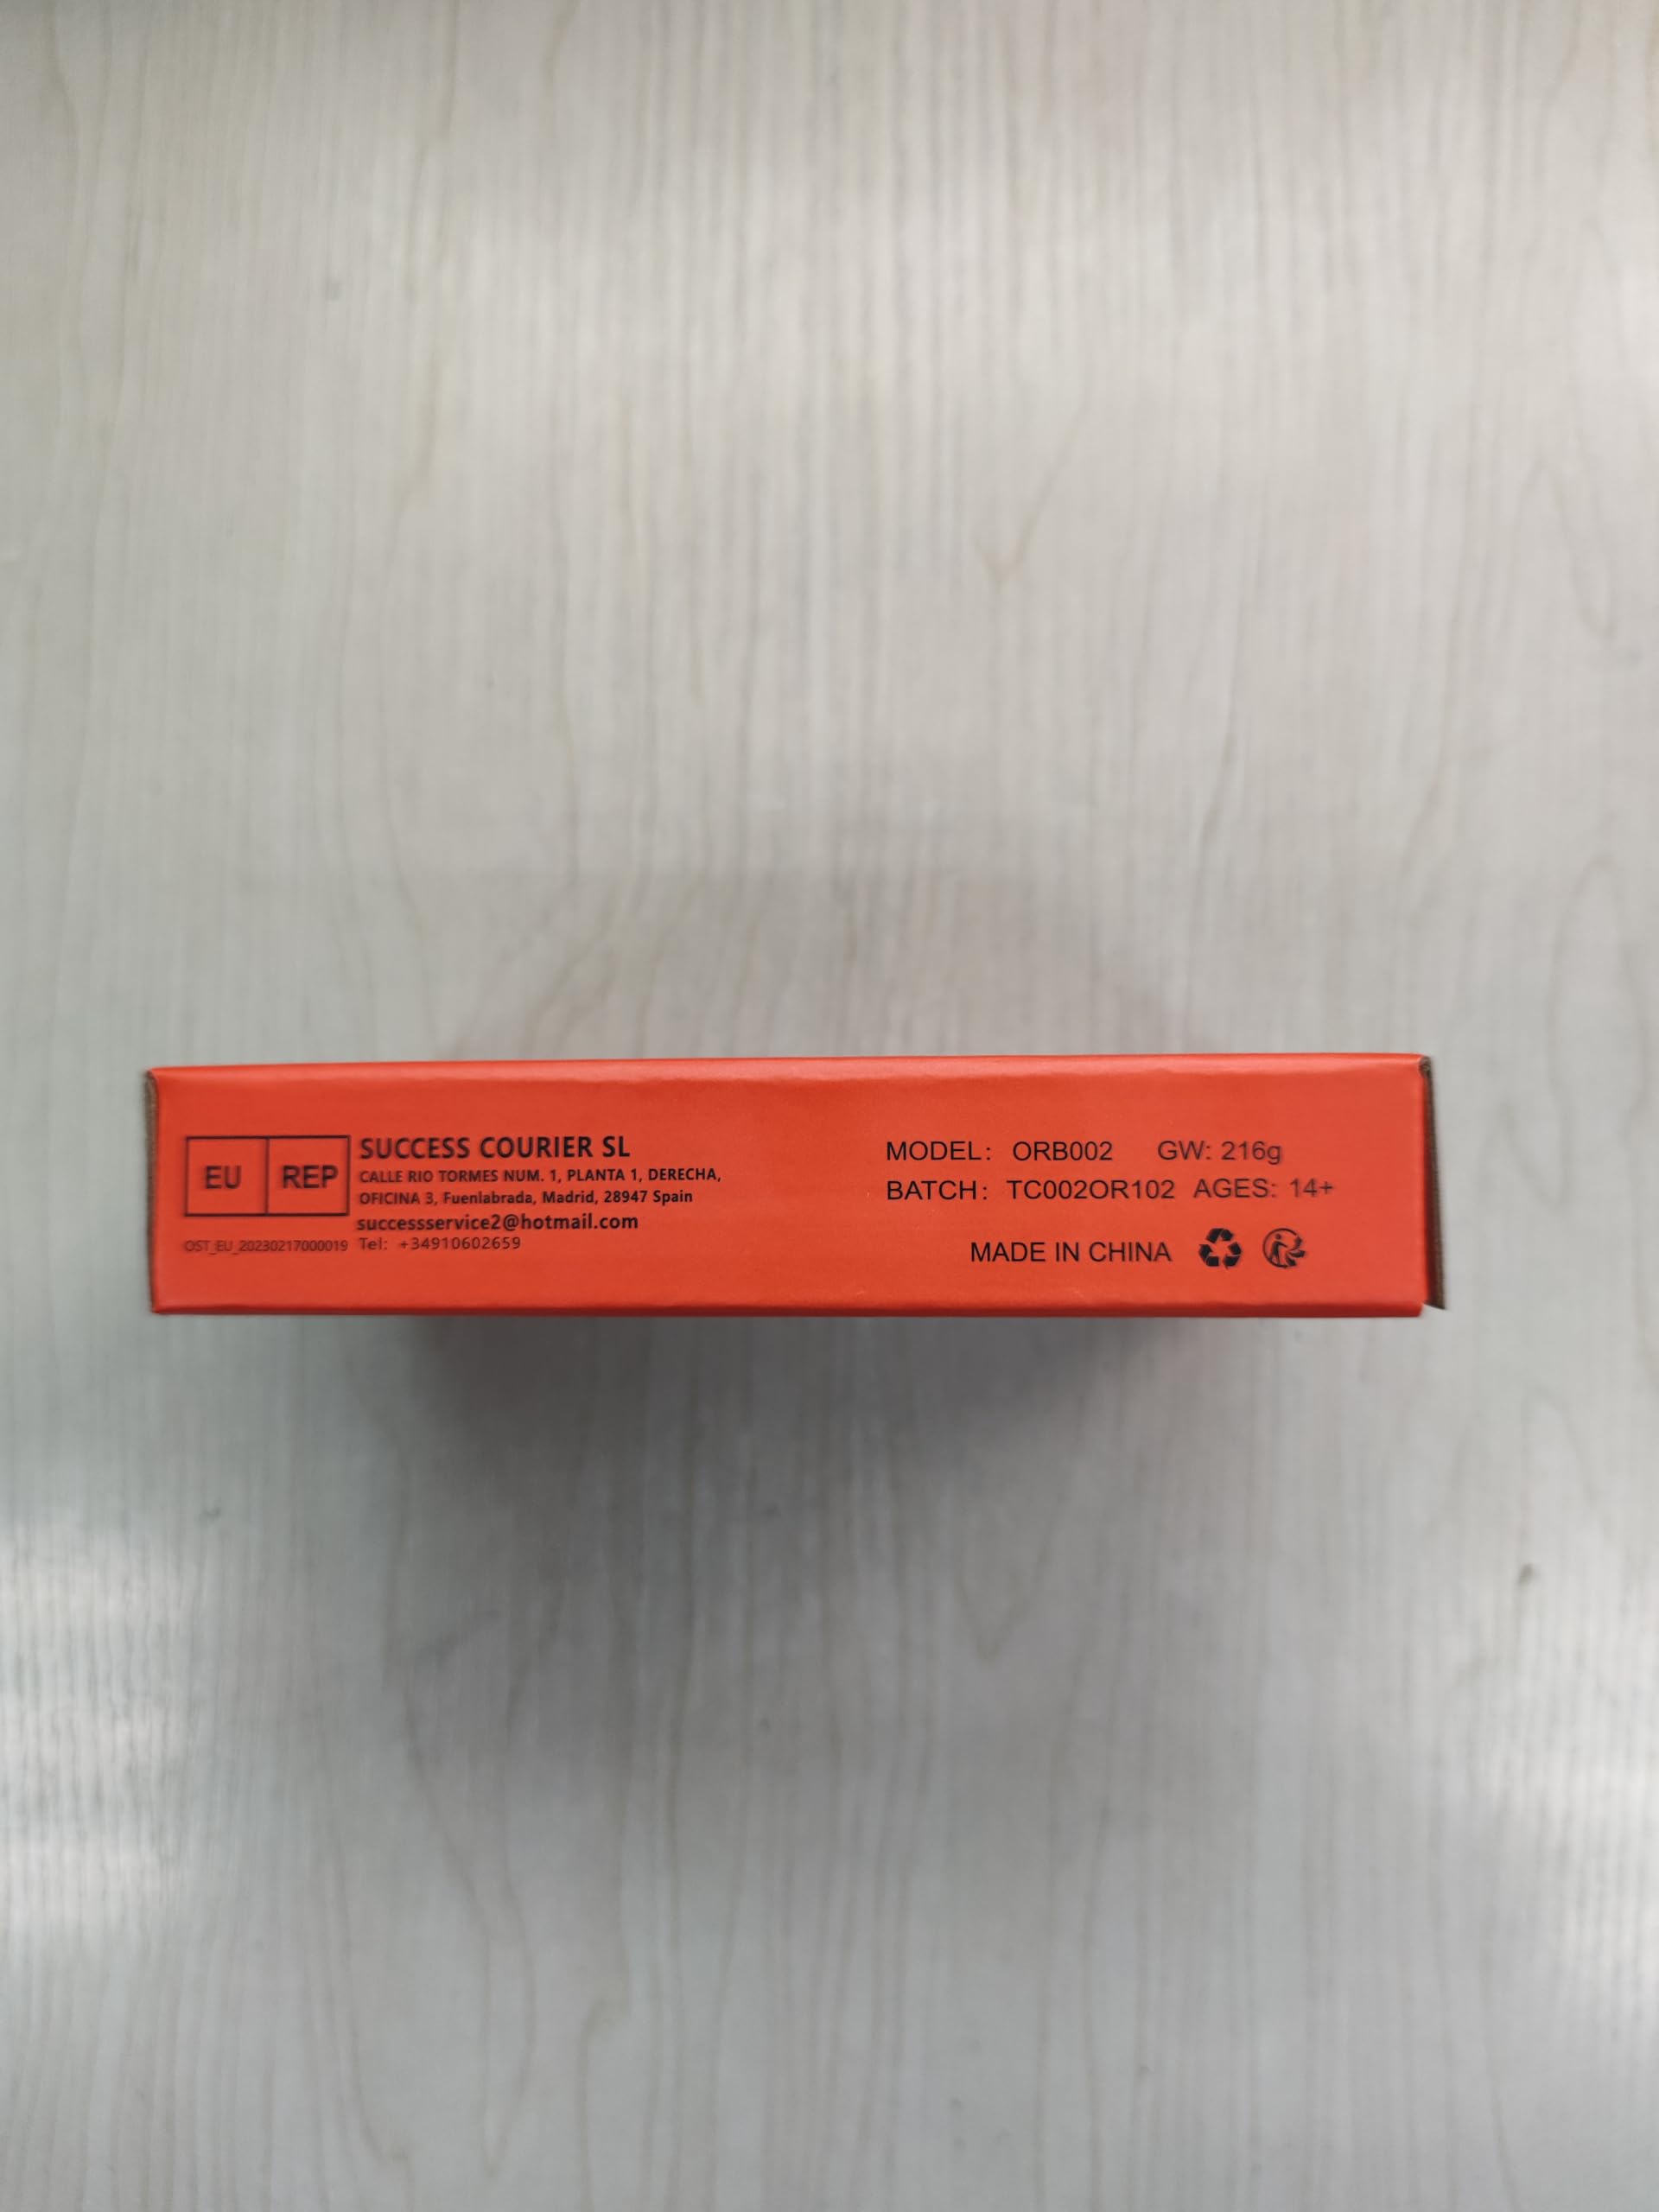 EU REP
SUCCESS COURIER SL
CALLE RIO TORMES NUM. 1, PLANTA 1, DERECHA,
OFICINA 3, Fuenlabrada, Madrid, 28947 Spain
successservice2@hotmail.com
OST_EU_20230217000019 Tel: +34910602659
MODEL: ORB002 GW: 216g
BATCH: TC002OR102 AGES: 14+
MADE IN CHINA